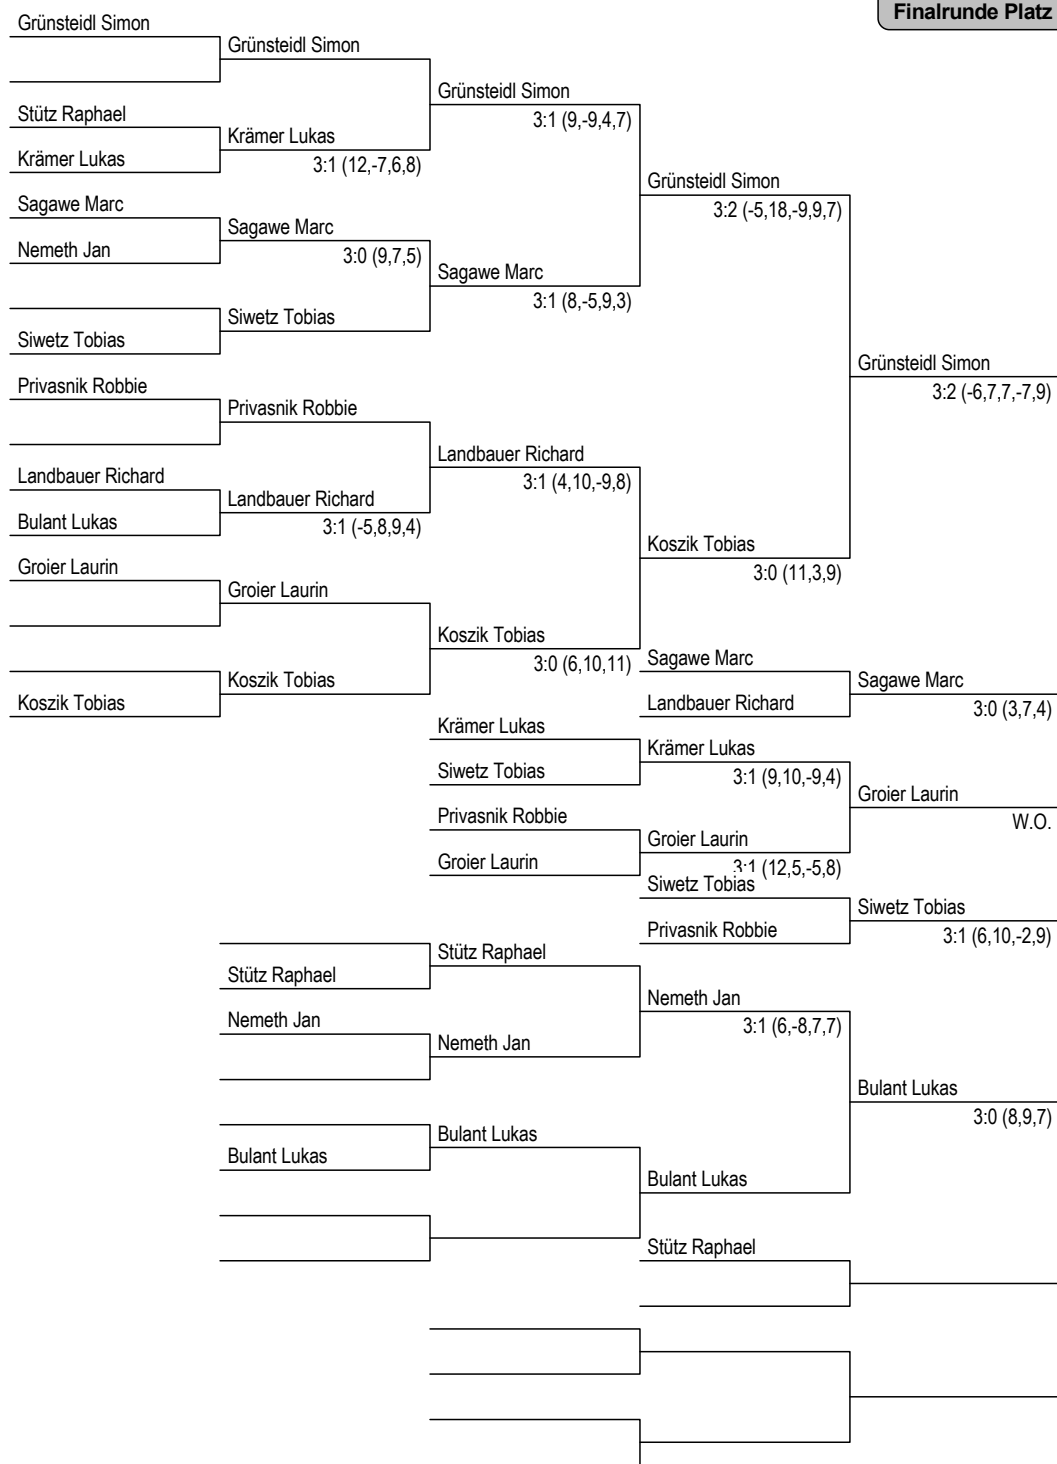 Finalrunde Platz
Grünsteidl Simon
Grünsteidl Simon
Grünsteidl Simon
3:1 (9,-9,4,7)
Stütz Raphael
Krämer Lukas
Krämer Lukas
3:1 (12,-7,6,8)
Grünsteidl Simon
3:2 (-5,18,-9,9,7)
Sagawe Marc
Sagawe Marc
Nemeth Jan
3:0 (9,7,5)
Sagawe Marc
3:1 (8,-5,9,3)
Siwetz Tobias
Siwetz Tobias
Grünsteidl Simon
3:2 (-6,7,7,-7,9)
Privasnik Robbie
Privasnik Robbie
Landbauer Richard
3:1 (4,10,-9,8)
Landbauer Richard
Landbauer Richard
Bulant Lukas
3:1 (-5,8,9,4)
Koszik Tobias
3:0 (11,3,9)
Groier Laurin
Groier Laurin
Koszik Tobias
3:0 (6,10,11)
Koszik Tobias
Koszik Tobias
Sagawe Marc
Sagawe Marc
Landbauer Richard
3:0 (3,7,4)
Krämer Lukas
Krämer Lukas
Siwetz Tobias
3:1 (9,10,-9,4)
Groier Laurin
W.O.
Privasnik Robbie
Groier Laurin
Groier Laurin
3:1 (12,5,-5,8)
Siwetz Tobias
Siwetz Tobias
Privasnik Robbie
3:1 (6,10,-2,9)
Stütz Raphael
Stütz Raphael
Nemeth Jan
3:1 (6,-8,7,7)
Nemeth Jan
Nemeth Jan
Bulant Lukas
3:0 (8,9,7)
Bulant Lukas
Bulant Lukas
Bulant Lukas
Stütz Raphael